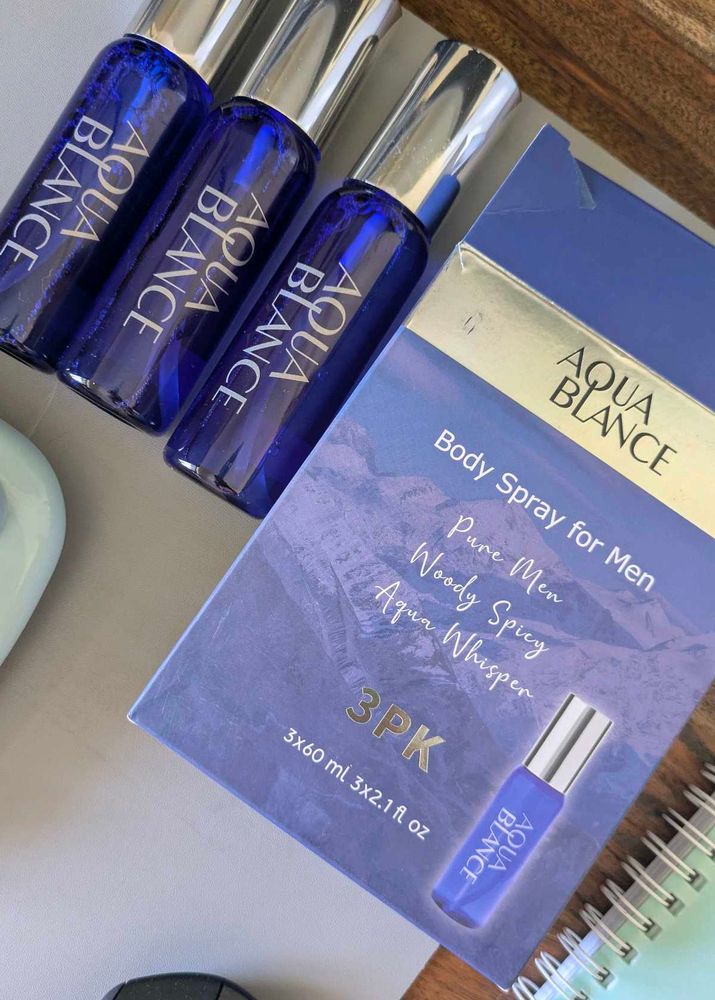 AQUA
BLANCE
AQUA
BLANCE
AQUA
BLANCE
AQUA
BLANCE
Body Spray for Men
Pure Men
Woody Spicy
Aqua Whisper
3PK
3x60 ml 3x2.1 fl oz
AQUA
BLANCE